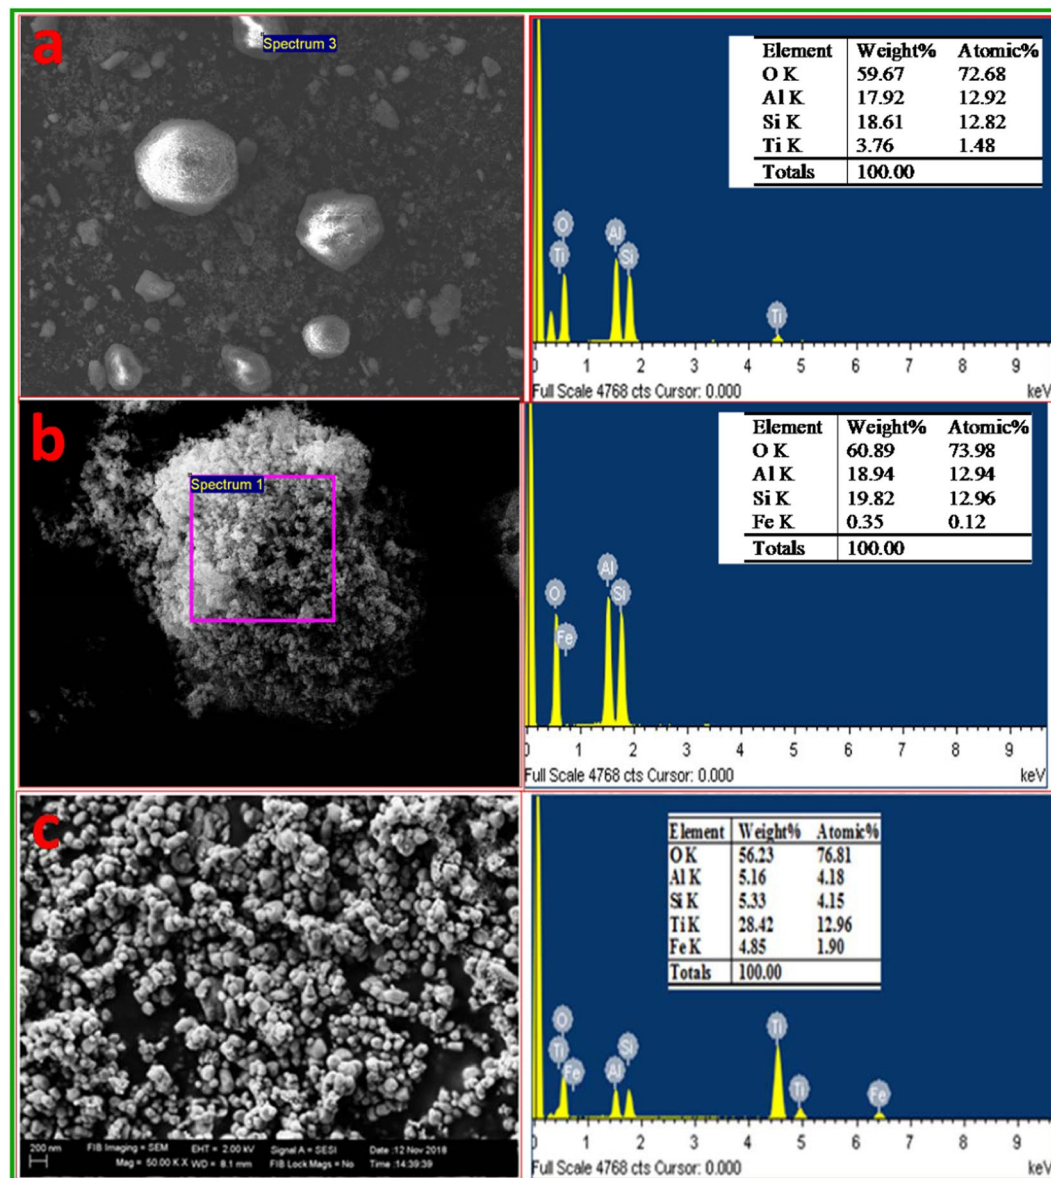 a
Spectrum 3
Element Weight% Atomic%
O K 59.67 72.68
Al K 17.92 12.92
Si K 18.61 12.82
Ti K 3.76 1.48
Totals 100.00
O Al
Ti Si
Ti
0 1 2 3 4 5 6 7 8 9
Full Scale 4768 cts Cursor: 0.000 keV
b
Spectrum 1
Element Weight% Atomic%
O K 60.89 73.98
Al K 18.94 12.94
Si K 19.82 12.96
Fe K 0.35 0.12
Totals 100.00
Al
O Si
Fe
0 1 2 3 4 5 6 7 8 9
Full Scale 4768 cts Cursor: 0.000 keV
c
Element Weight% Atomic%
O K 56.23 76.81
Al K 5.16 4.18
Si K 5.33 4.15
Ti K 28.42 12.96
Fe K 4.85 1.90
Totals 100.00
O Si Ti
Ti Fe Al Ti Fe
0 1 2 3 4 5 6 7 8 9
Full Scale 4768 cts Cursor: 0.000 keV
200 nm FIB Imaging = SEM EHT = 2.00 kV Signal A = SESI Date :12 Nov 2018
Mag = 50.00 K X WD = 8.1 mm FIB Lock Mags = No Time :14:39:39